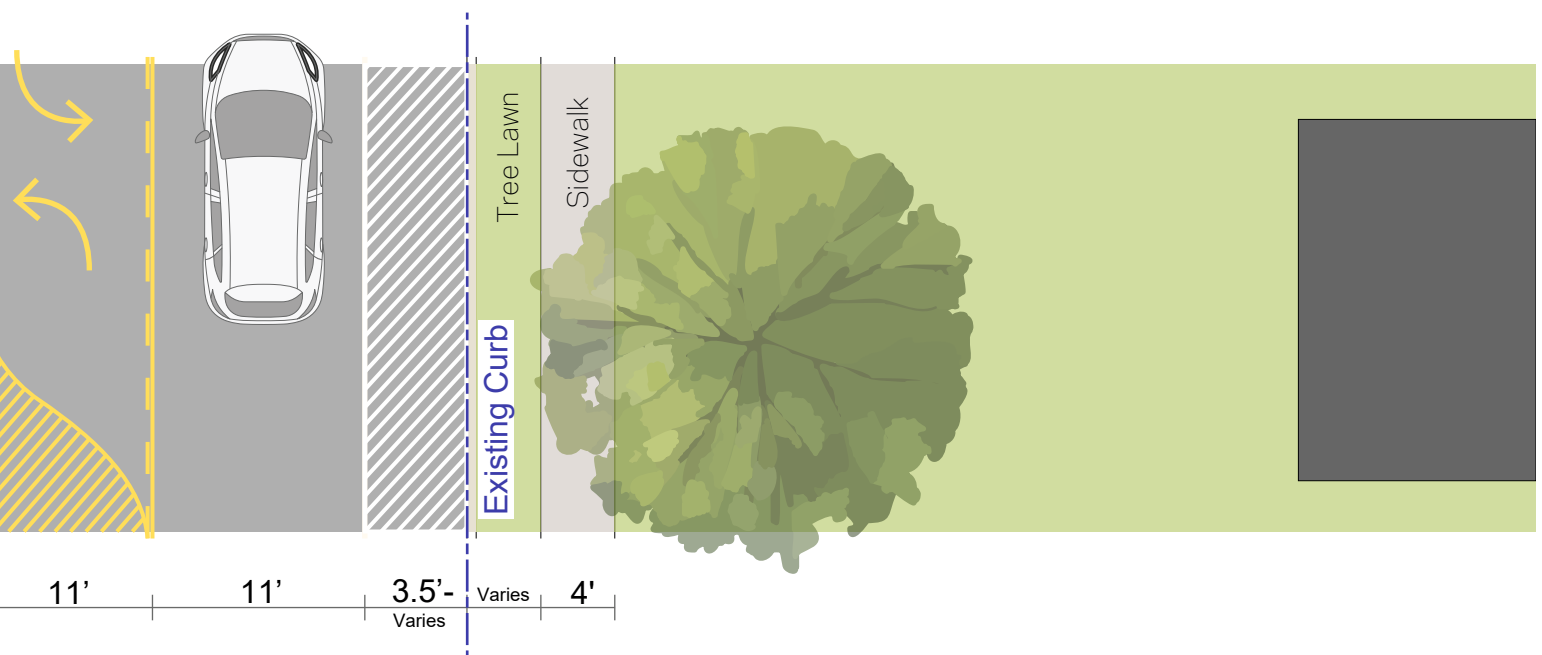 Tree Lawn
Sidewalk
Existing Curb
11’
11’
3.5’-
Varies
Varies
4'